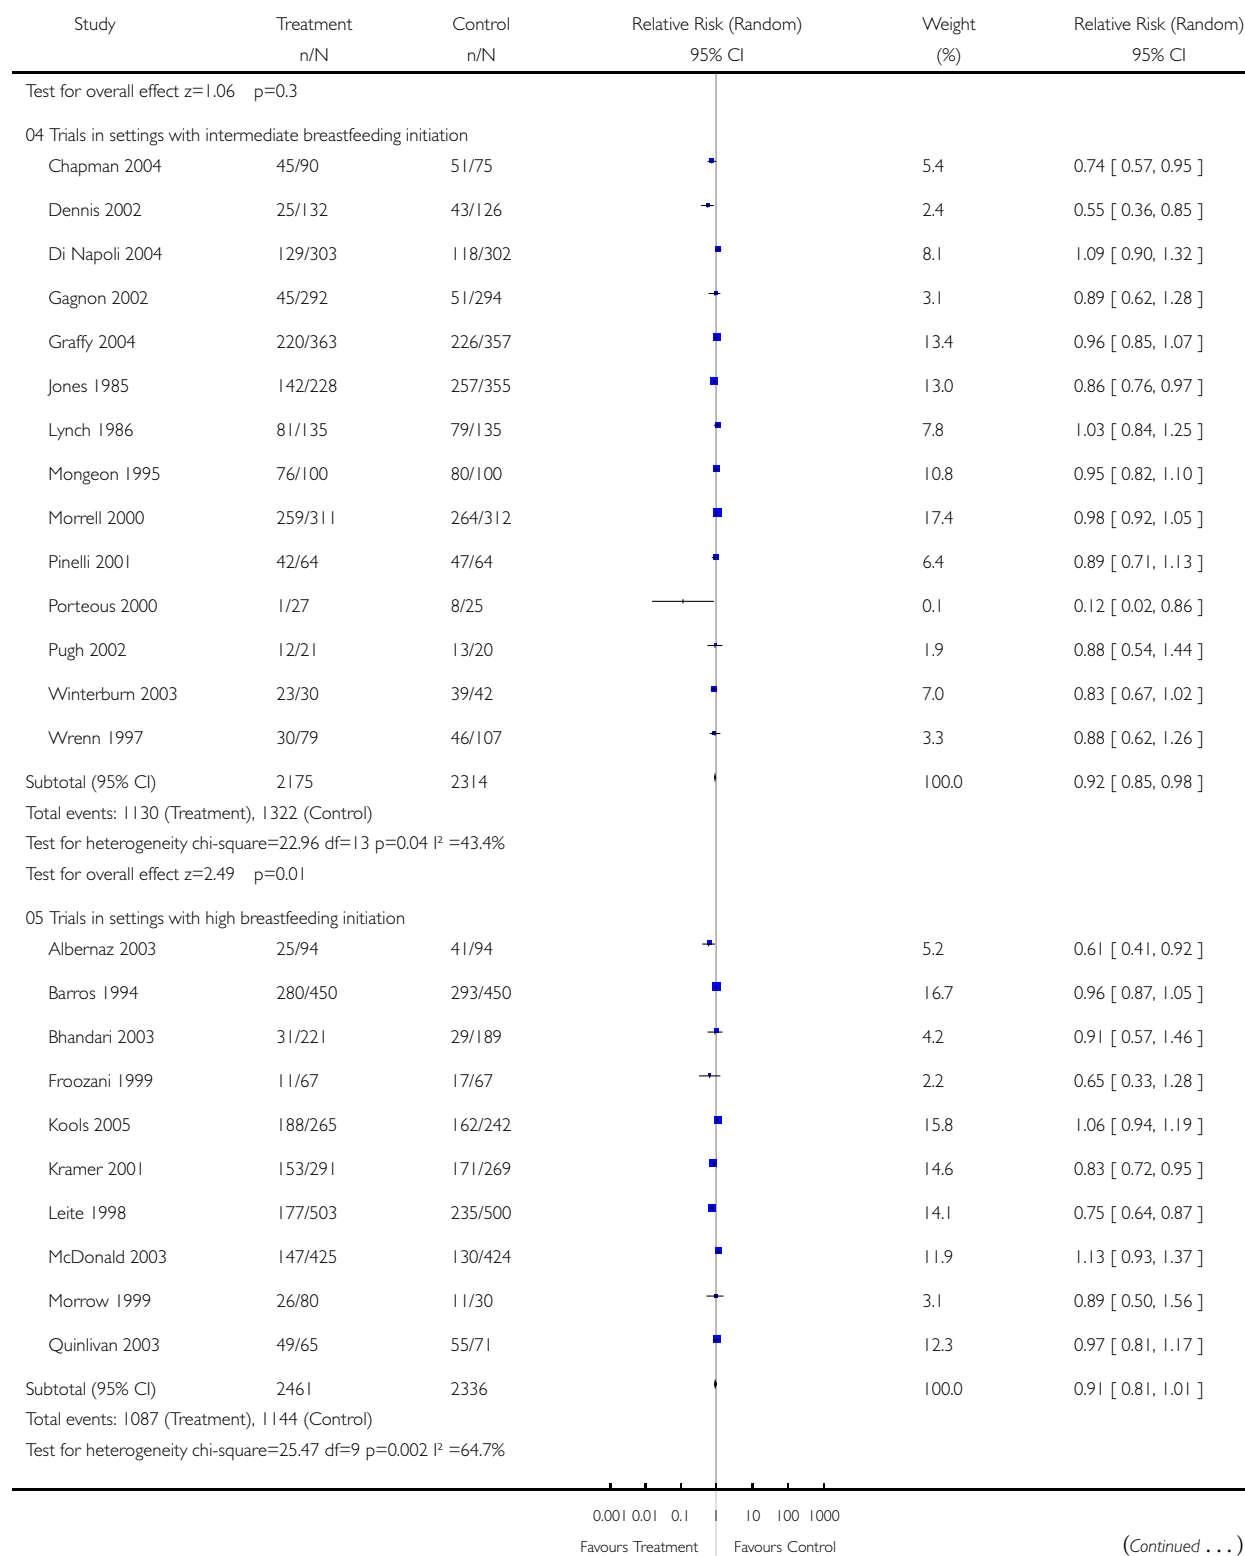 Study Treatment Control Relative Risk (Random) Weight Relative Risk (Random)
n/N n/N 95% CI (%) 95% CI
Test for overall effect z=1.06 p=0.3
04 Trials in settings with intermediate breastfeeding initiation
Chapman 2004 45/90 51/75 5.4 0.74 [ 0.57, 0.95 ]
Dennis 2002 25/132 43/126 2.4 0.55 [ 0.36, 0.85 ]
Di Napoli 2004 129/303 118/302 8.1 1.09 [ 0.90, 1.32 ]
Gagnon 2002 45/292 51/294 3.1 0.89 [ 0.62, 1.28 ]
Graffy 2004 220/363 226/357 13.4 0.96 [ 0.85, 1.07 ]
Jones 1985 142/228 257/355 13.0 0.86 [ 0.76, 0.97 ]
Lynch 1986 81/135 79/135 7.8 1.03 [ 0.84, 1.25 ]
Mongeon 1995 76/100 80/100 10.8 0.95 [ 0.82, 1.10 ]
Morrell 2000 259/311 264/312 17.4 0.98 [ 0.92, 1.05 ]
Pinelli 2001 42/64 47/64 6.4 0.89 [ 0.71, 1.13 ]
Porteous 2000 1/27 8/25 0.1 0.12 [ 0.02, 0.86 ]
Pugh 2002 12/21 13/20 1.9 0.88 [ 0.54, 1.44 ]
Winterburn 2003 23/30 39/42 7.0 0.83 [ 0.67, 1.02 ]
Wrenn 1997 30/79 46/107 3.3 0.88 [ 0.62, 1.26 ]
Subtotal (95% CI) 2175 2314 100.0 0.92 [ 0.85, 0.98 ]
Total events: 1130 (Treatment), 1322 (Control)
Test for heterogeneity chi-square=22.96 df=13 p=0.04 I² =43.4%
Test for overall effect z=2.49 p=0.01
05 Trials in settings with high breastfeeding initiation
Albernaz 2003 25/94 41/94 5.2 0.61 [ 0.41, 0.92 ]
Barros 1994 280/450 293/450 16.7 0.96 [ 0.87, 1.05 ]
Bhandari 2003 31/221 29/189 4.2 0.91 [ 0.57, 1.46 ]
Froozani 1999 11/67 17/67 2.2 0.65 [ 0.33, 1.28 ]
Kools 2005 188/265 162/242 15.8 1.06 [ 0.94, 1.19 ]
Kramer 2001 153/291 171/269 14.6 0.83 [ 0.72, 0.95 ]
Leite 1998 177/503 235/500 14.1 0.75 [ 0.64, 0.87 ]
McDonald 2003 147/425 130/424 11.9 1.13 [ 0.93, 1.37 ]
Morrow 1999 26/80 11/30 3.1 0.89 [ 0.50, 1.56 ]
Quinlivan 2003 49/65 55/71 12.3 0.97 [ 0.81, 1.17 ]
Subtotal (95% CI) 2461 2336 100.0 0.91 [ 0.81, 1.01 ]
Total events: 1087 (Treatment), 1144 (Control)
Test for heterogeneity chi-square=25.47 df=9 p=0.002 I² =64.7%
0.001 0.01 0.1 1 10 100 1000
Favours Treatment Favours Control (Continued . . . )